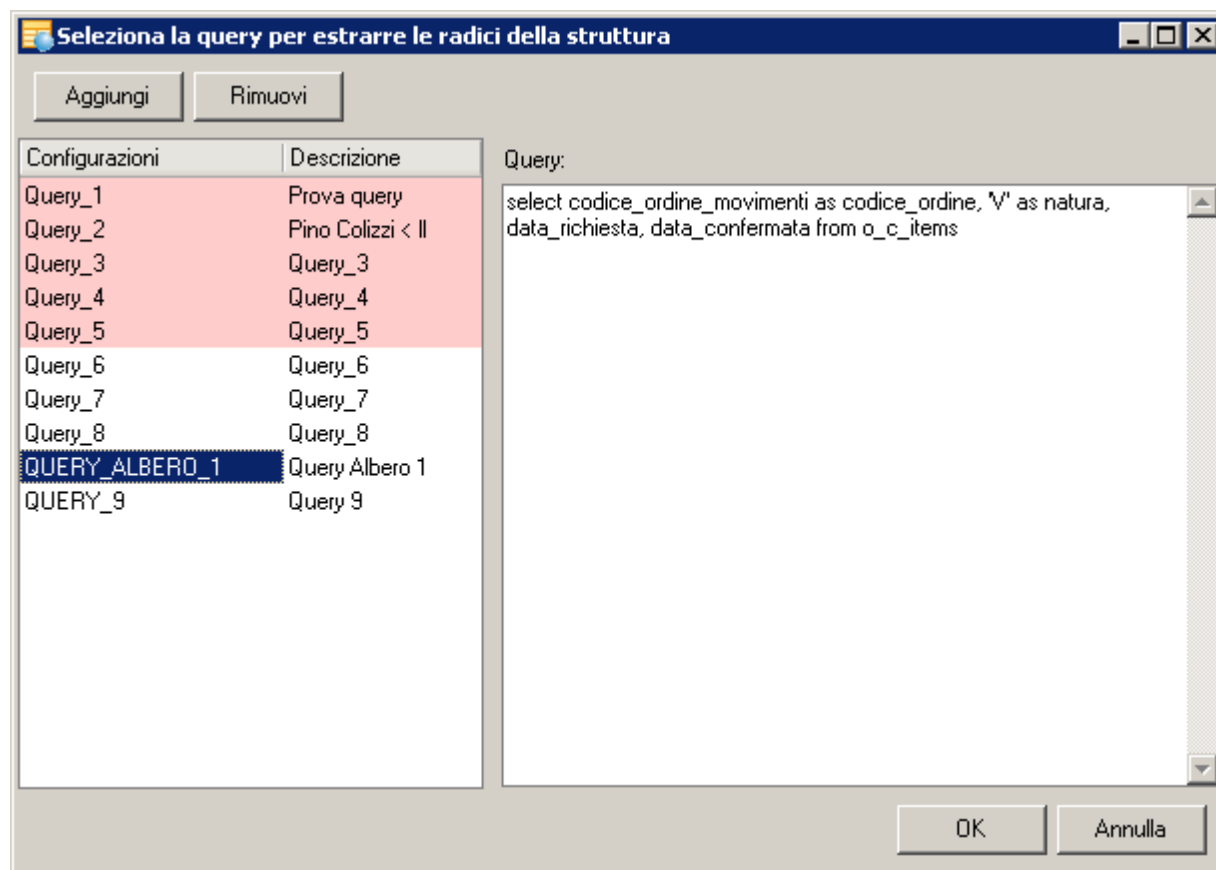 Seleziona la query per estrarre le radici della struttura
Aggiungi Rimuovi
Configurazioni Descrizione
Query_1 Prova query
Query_2 Pino Colizzi < ll
Query_3 Query_3
Query_4 Query_4
Query_5 Query_5
Query_6 Query_6
Query_7 Query_7
Query_8 Query_8
QUERY_ALBERO_1 Query Albero 1
QUERY_9 Query 9
Query:
select codice_ordine_movimenti as codice_ordine, 'V' as natura,
data_richiesta, data_confermata from o_c_items
OK Annulla